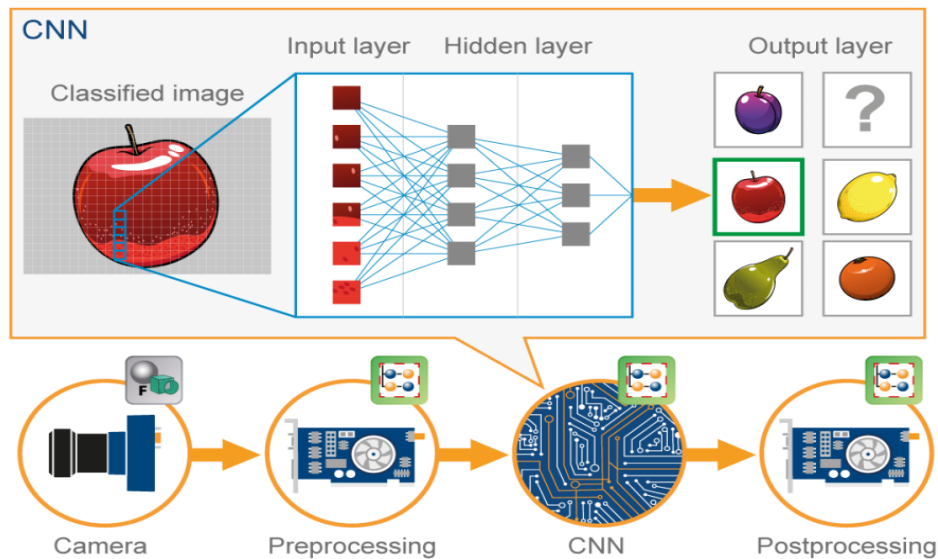 CNN
Input layer
Hidden layer
Output layer
Classified image
?
F
Camera
Preprocessing
CNN
Postprocessing